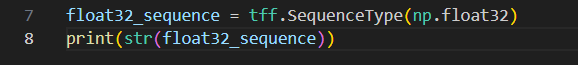 7 float32_sequence = tff.SequenceType(np.float32)
8 print(str(float32_sequence))